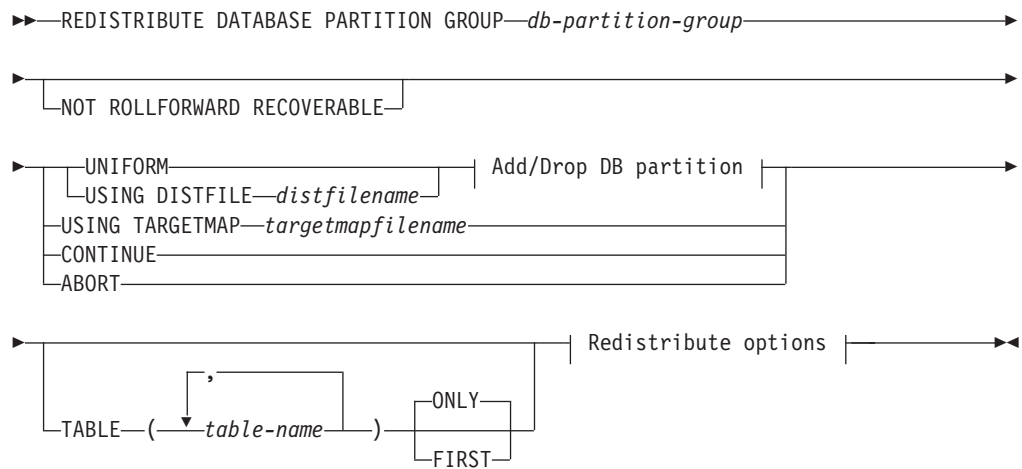 REDISTRIBUTE DATABASE PARTITION GROUP db-partition-group
NOT ROLLFORWARD RECOVERABLE
UNIFORM Add/Drop DB partition
USING DISTFILE distfilename
USING TARGETMAP targetmapfilename
CONTINUE
ABORT
Redistribute options
,
ONLY
TABLE ( table-name )
FIRST